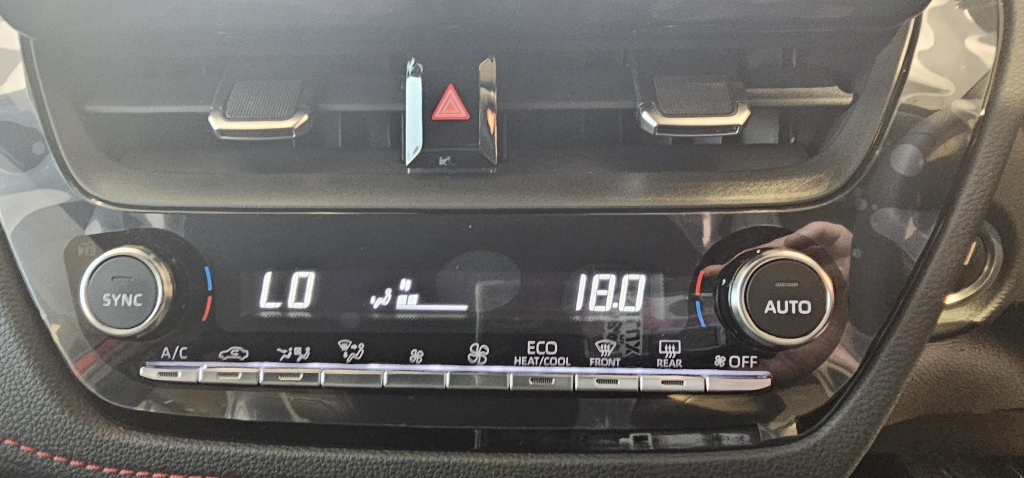 SYNC
LO
18.0
AUTO
A/C
ECO
HEAT/COOL
FRONT
REAR
OFF